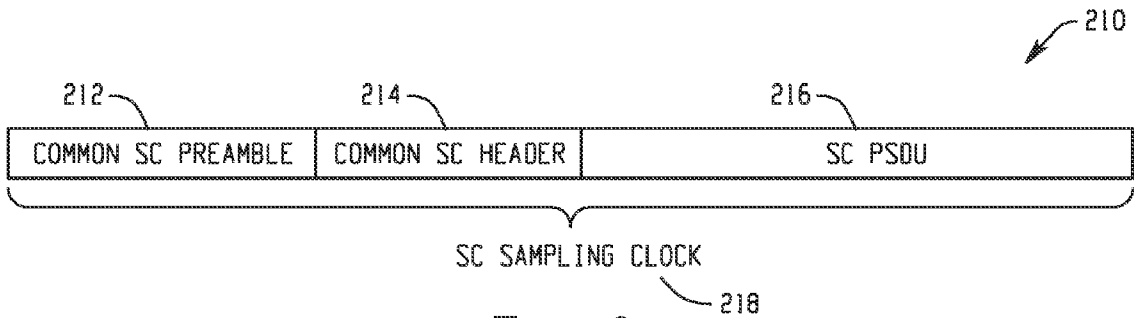 210
212
214
216
COMMON SC PREAMBLE
COMMON SC HEADER
SC PSDU
SC SAMPLING CLOCK
218